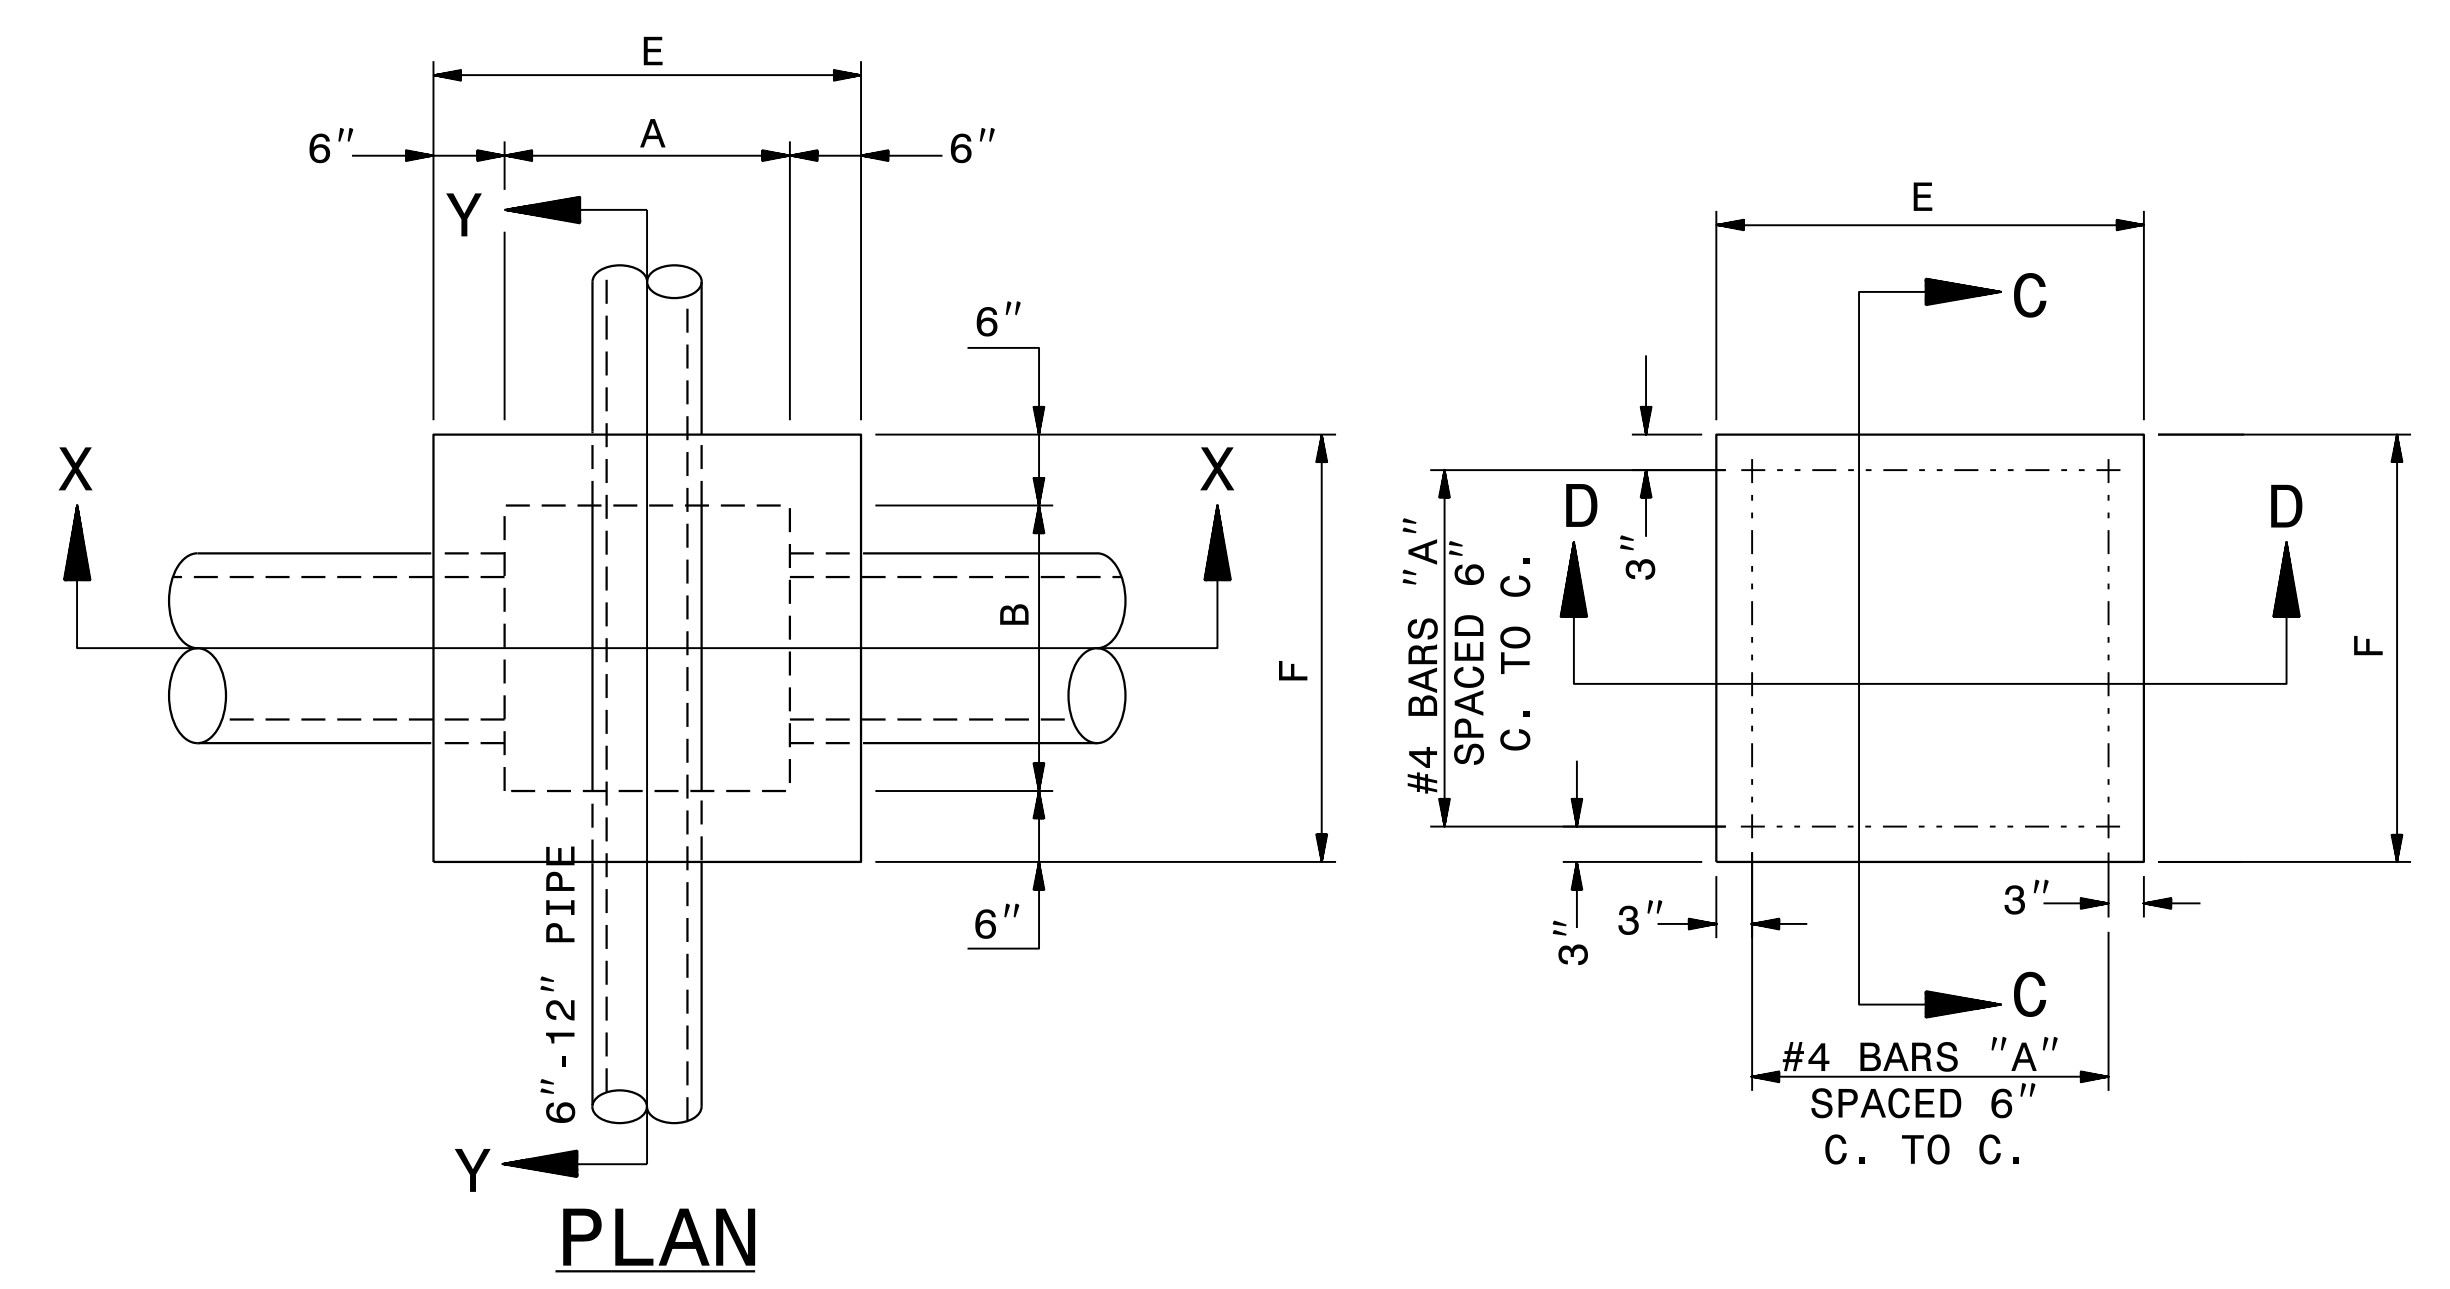 E
6" A 6"
Y
6"
X X
B
F
6"
6"-12" PIPE
Y
PLAN
E
C
D D
3"
#4 BARS "A"
SPACED 6"
C. TO C.
F
3"
3"
3"
C
#4 BARS "A"
SPACED 6"
C. TO C.